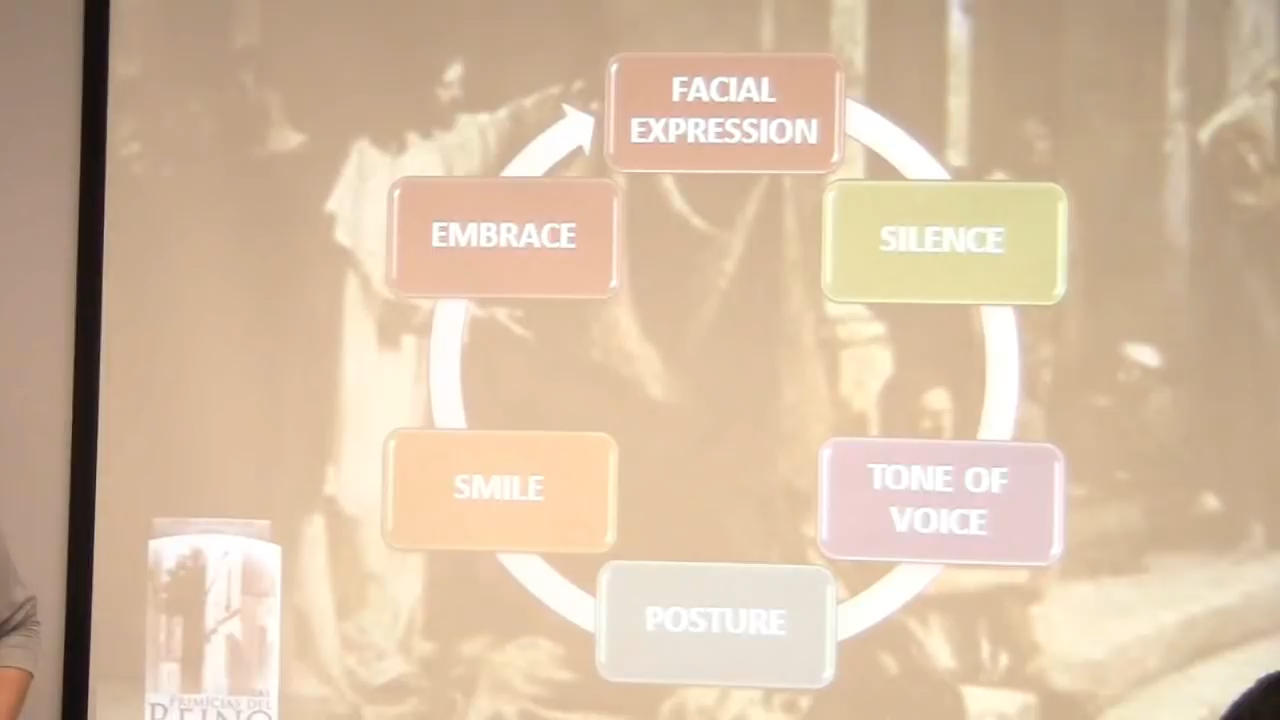 FACIAL
EXPRESSION
SILENCE
TONE OF
VOICE
POSTURE
SMILE
EMBRACE
PRIMICIAS DEL
REINO